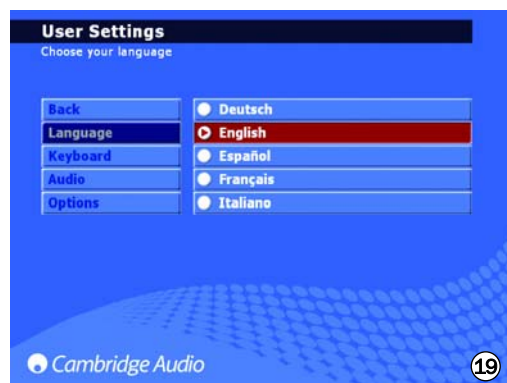 User Settings
Choose your language
Back
Language
Keyboard
Audio
Options
Deutsch
English
Español
Français
Italiano
Cambridge Audio
19